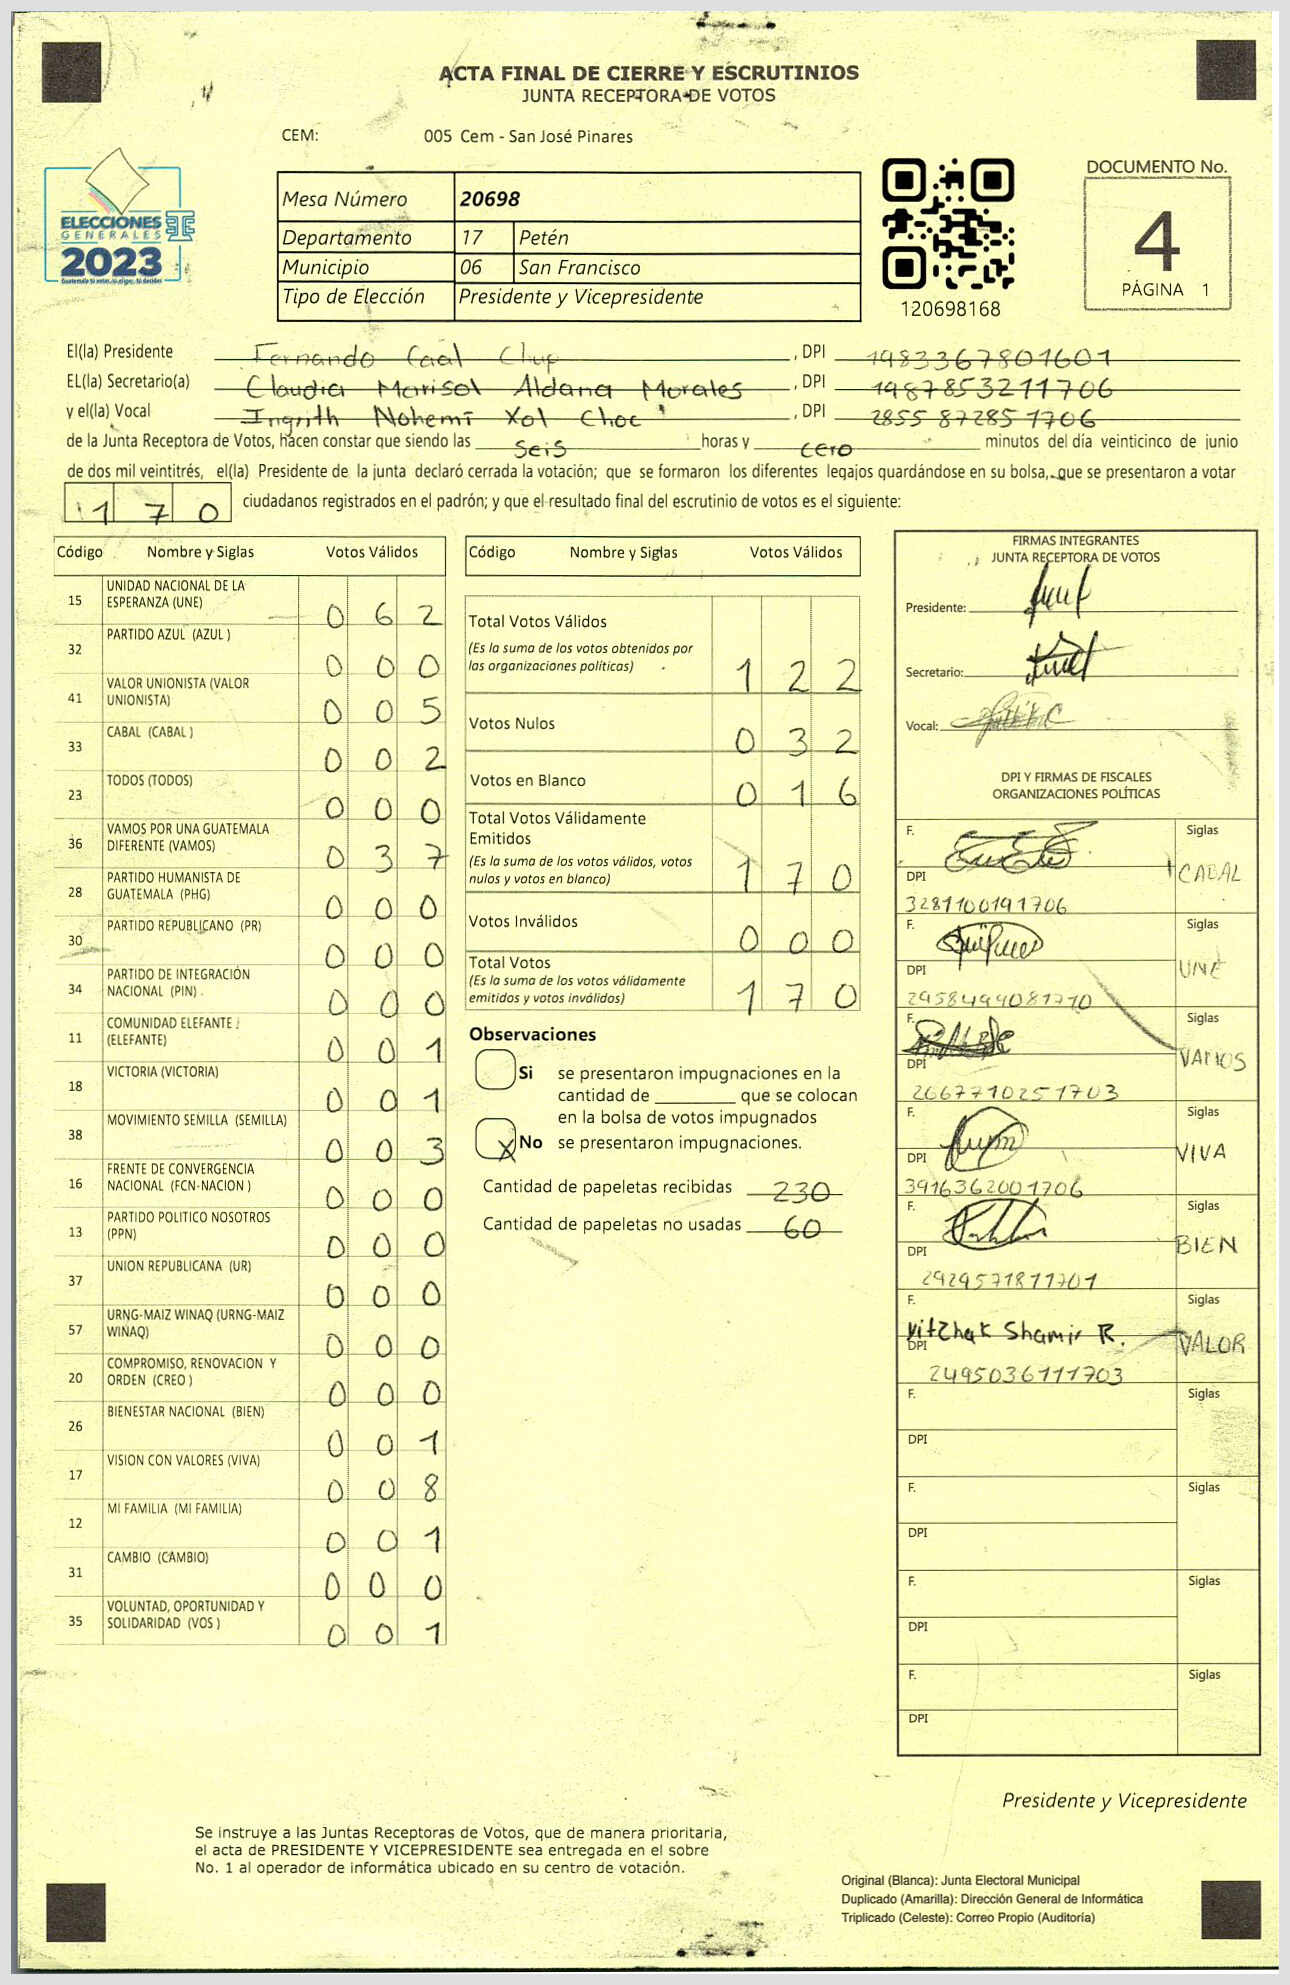 ACTA FINAL DE CIERRE Y ESCRUTINIOS
JUNTA RECEPTORA DE VOTOS
CEM: 005 Cem - San José Pinares
ELECCIONES
GENERALES
2023
Mesa Número 20698
Departamento 17 Petén
Municipio 06 San Francisco
Tipo de Elección Presidente y Vicepresidente
120698168
DOCUMENTO No.
4
PÁGINA 1
El(la) Presidente Fernando Caal Chup , DPI 1983367801601
EL(la) Secretario(a) Claudia Marisol Aldana Morales , DPI 1987853211706
y el(la) Vocal Ingrith Nohemí Xol Choc , DPI 2855 87285 1706
de la Junta Receptora de Votos, hacen constar que siendo las seis horas y cero minutos del día veinticinco de junio
de dos mil veintitrés, el(la) Presidente de la junta declaró cerrada la votación; que se formaron los diferentes legajos quardándose en su bolsa, que se presentaron a votar
170 ciudadanos registrados en el padrón; y que el resultado final del escrutinio de votos es el siguiente:
Código Nombre y Siglas Votos Válidos
15 UNIDAD NACIONAL DE LA ESPERANZA (UNE) 0 6 2
32 PARTIDO AZUL (AZUL ) 0 0 0
41 VALOR UNIONISTA (VALOR UNIONISTA) 0 0 5
33 CABAL (CABAL ) 0 0 2
23 TODOS (TODOS) 0 0 0
36 VAMOS POR UNA GUATEMALA DIFERENTE (VAMOS) 0 3 7
28 PARTIDO HUMANISTA DE GUATEMALA (PHG) 0 0 0
30 PARTIDO REPUBLICANO (PR) 0 0 0
34 PARTIDO DE INTEGRACIÓN NACIONAL (PIN) 0 0 0
11 COMUNIDAD ELEFANTE (ELEFANTE) 0 0 1
18 VICTORIA (VICTORIA) 0 0 1
38 MOVIMIENTO SEMILLA (SEMILLA) 0 0 3
16 FRENTE DE CONVERGENCIA NACIONAL (FCN-NACION ) 0 0 0
13 PARTIDO POLITICO NOSOTROS (PPN) 0 0 0
37 UNION REPUBLICANA (UR) 0 0 0
57 URNG-MAIZ WINAQ (URNG-MAIZ WINAQ) 0 0 0
20 COMPROMISO, RENOVACION Y ORDEN (CREO ) 0 0 0
26 BIENESTAR NACIONAL (BIEN) 0 0 1
17 VISION CON VALORES (VIVA) 0 0 8
12 MI FAMILIA (MI FAMILIA) 0 0 1
31 CAMBIO (CAMBIO) 0 0 0
35 VOLUNTAD, OPORTUNIDAD Y SOLIDARIDAD (VOS ) 0 0 1
Código Nombre y Siglas Votos Válidos
Total Votos Válidos
(Es la suma de los votos obtenidos por
las organizaciones políticas) 1 2 2
Votos Nulos 0 3 2
Votos en Blanco 0 1 6
Total Votos Válidamente
Emitidos
(Es la suma de los votos válidos, votos
nulos y votos en blanco) 1 7 0
Votos Inválidos 0 0 0
Total Votos
(Es la suma de los votos válidamente
emitidos y votos inválidos) 1 7 0
Observaciones
Si se presentaron impugnaciones en la
cantidad de ________ que se colocan
en la bolsa de votos impugnados
X No se presentaron impugnaciones.
Cantidad de papeletas recibidas 230
Cantidad de papeletas no usadas 60
FIRMAS INTEGRANTES
JUNTA RECEPTORA DE VOTOS
Presidente:
Secretario:
Vocal:
DPI Y FIRMAS DE FISCALES
ORGANIZACIONES POLÍTICAS
F. Siglas
DPI CABAL
3281100191706
F. Siglas
DPI UNE
2958499081710
F. Siglas
DPI VAMOS
2667710251703
F. Siglas
DPI VIVA
3916362001706
F. Siglas
DPI BIEN
2929571811701
F. Siglas
Yitzhak Shamir R.
DPI VALOR
2495036111703
F. Siglas
DPI
F. Siglas
DPI
F. Siglas
DPI
F. Siglas
DPI
Presidente y Vicepresidente
Se instruye a las Juntas Receptoras de Votos, que de manera prioritaria,
el acta de PRESIDENTE Y VICEPRESIDENTE sea entregada en el sobre
No. 1 al operador de informática ubicado en su centro de votación.
Original (Blanca): Junta Electoral Municipal
Duplicado (Amarilla): Dirección General de Informática
Triplicado (Celeste): Correo Propio (Auditoría)